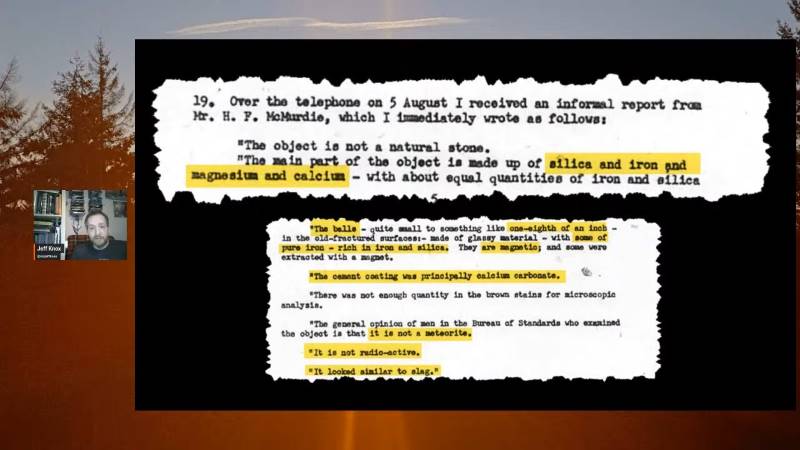 19. Over the telephone on 5 August I received an informal report from
Mr. H. F. McMurdie, which I immediately wrote as follows:
"The object is not a natural stone.
"The main part of the object is made up of silica and iron and
magnesium and calcium - with about equal quantities of iron and silica
5
"The balls - quite small to something like one-eighth of an inch -
in the old-fractured surfaces:- made of glassy material - with some of
pure iron - rich in iron and silica. They are magnetic; and some were
extracted with a magnet.
"The cement coating was principally calcium carbonate.
"There was not enough quantity in the brown stains for microscopic
analysis.
"The general opinion of men in the Bureau of Standards who examined
the object is that it is not a meteorite.
"It is not radio-active.
"It looked similar to slag."
Jeff Knox